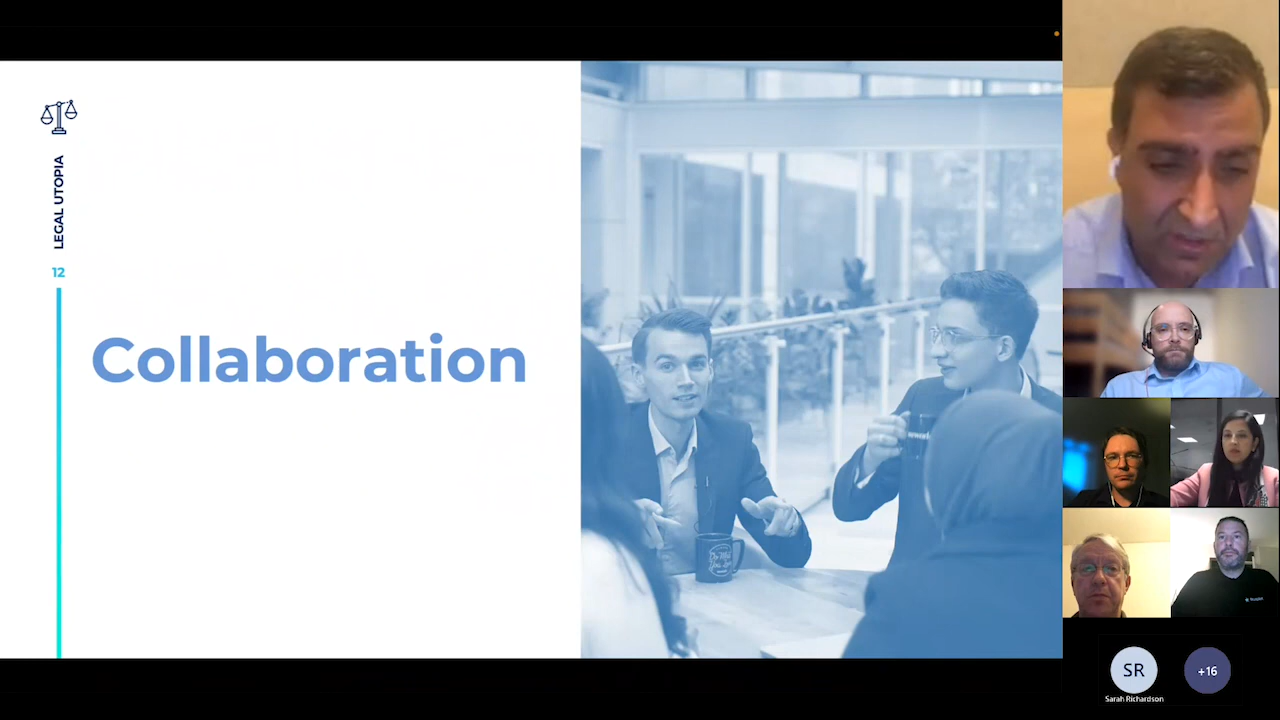 LEGAL UTOPIA
12
Collaboration
SR
+16
Sarah Richardson